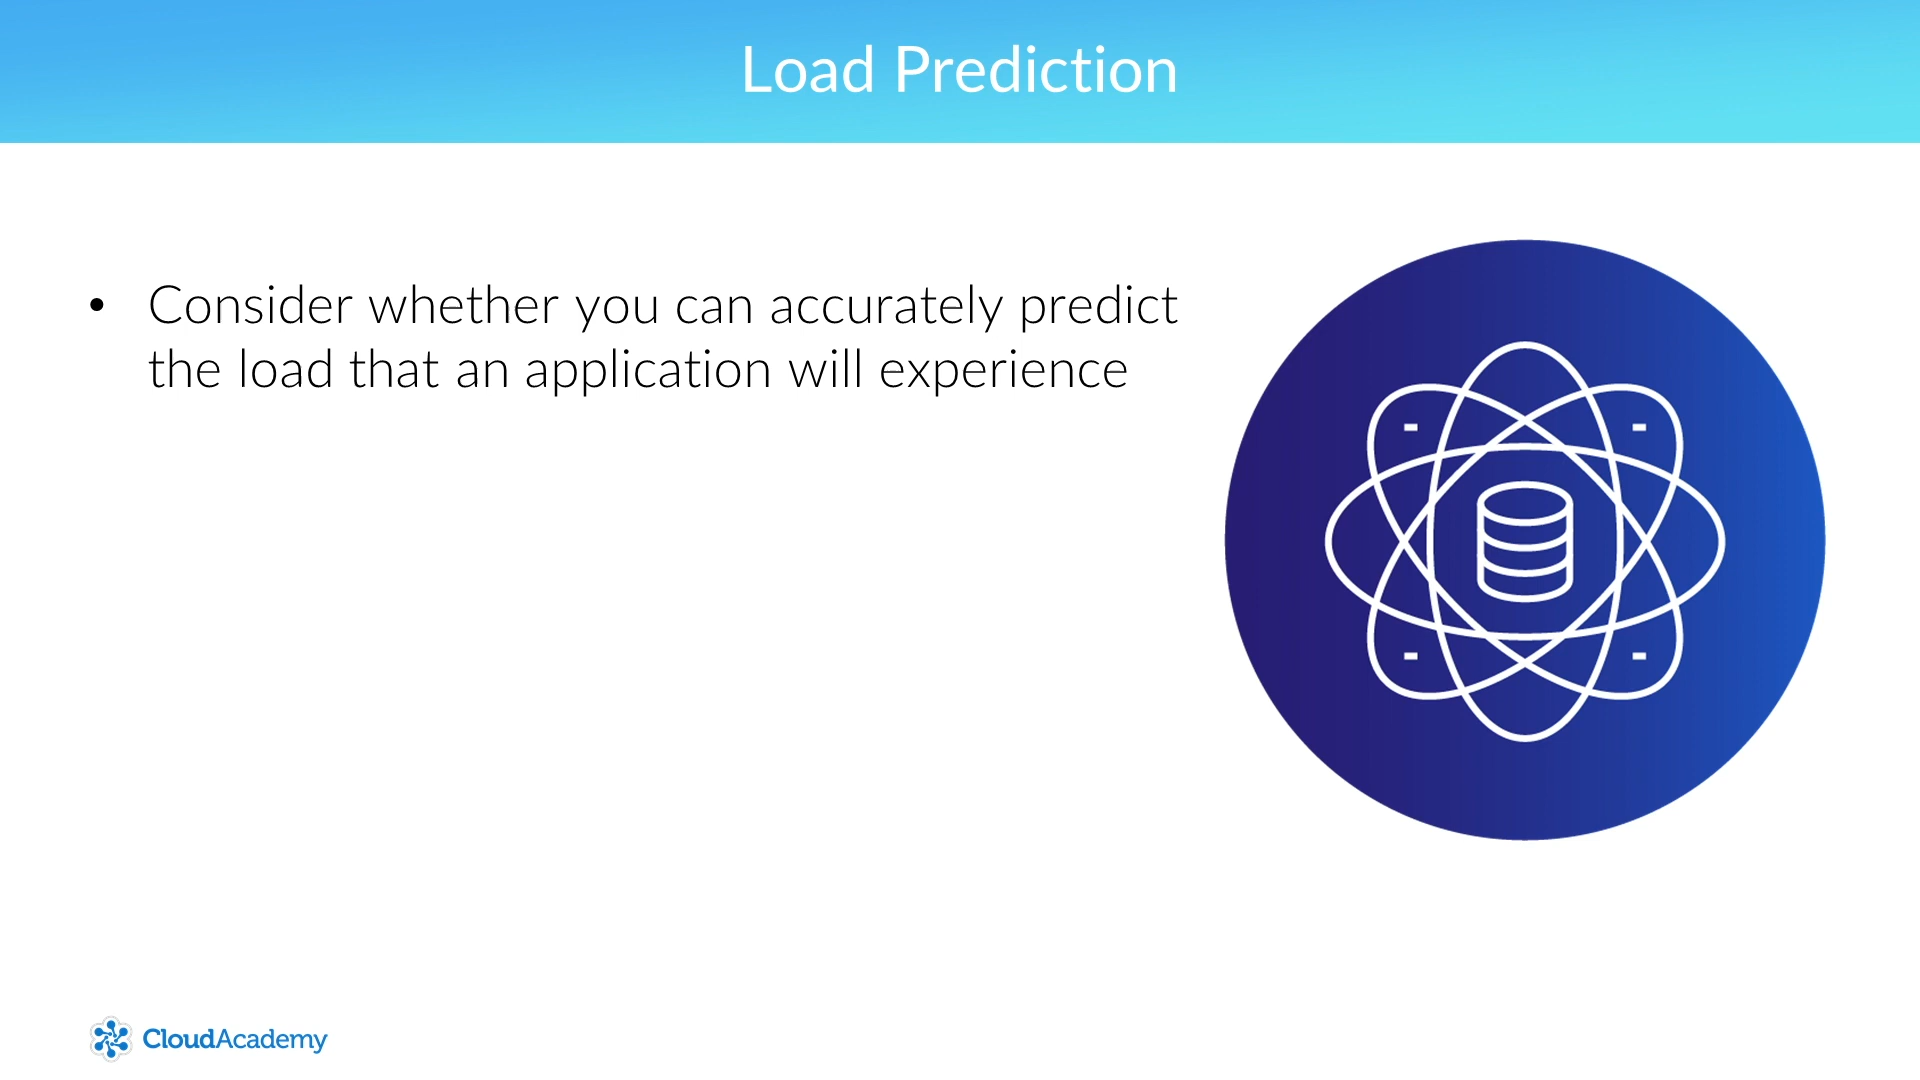 Load Prediction
• Consider whether you can accurately predict
the load that an application will experience
CloudAcademy